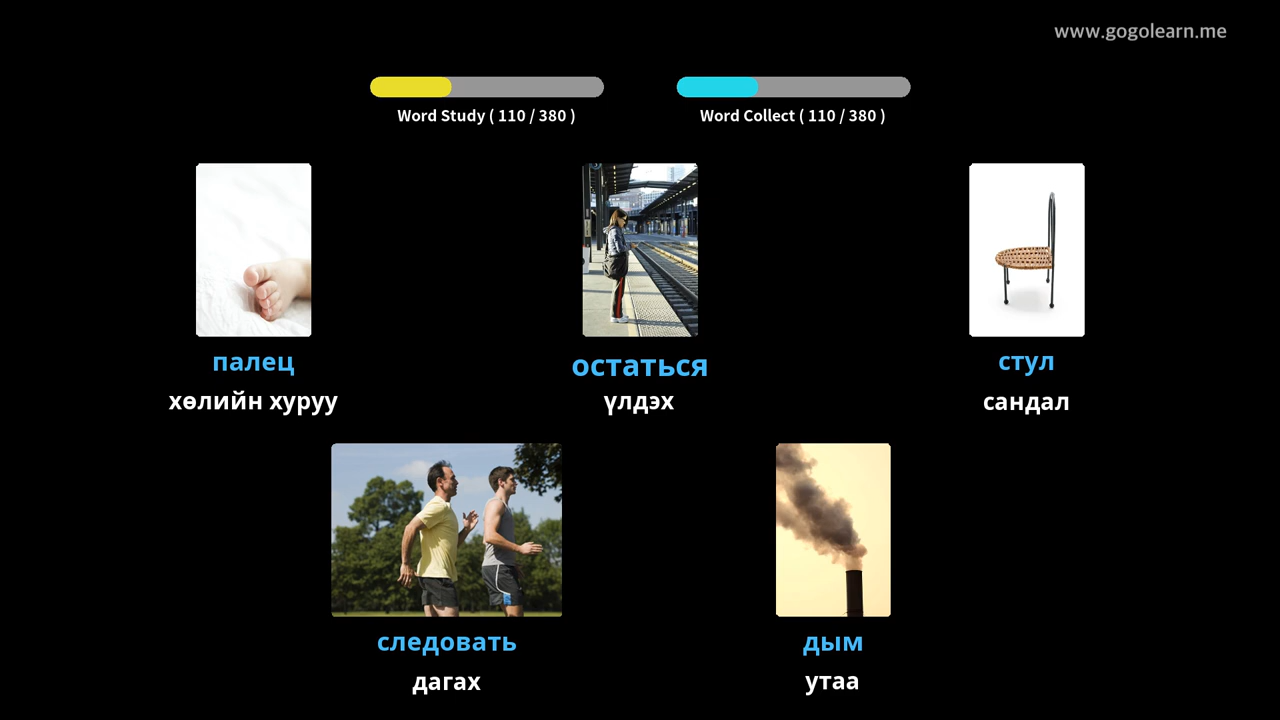 www.gogolearn.me
Word Study ( 110 / 380 )
Word Collect ( 110 / 380 )
палец
хөлийн хуруу
остаться
үлдэх
стул
сандал
следовать
дагах
дым
утаа